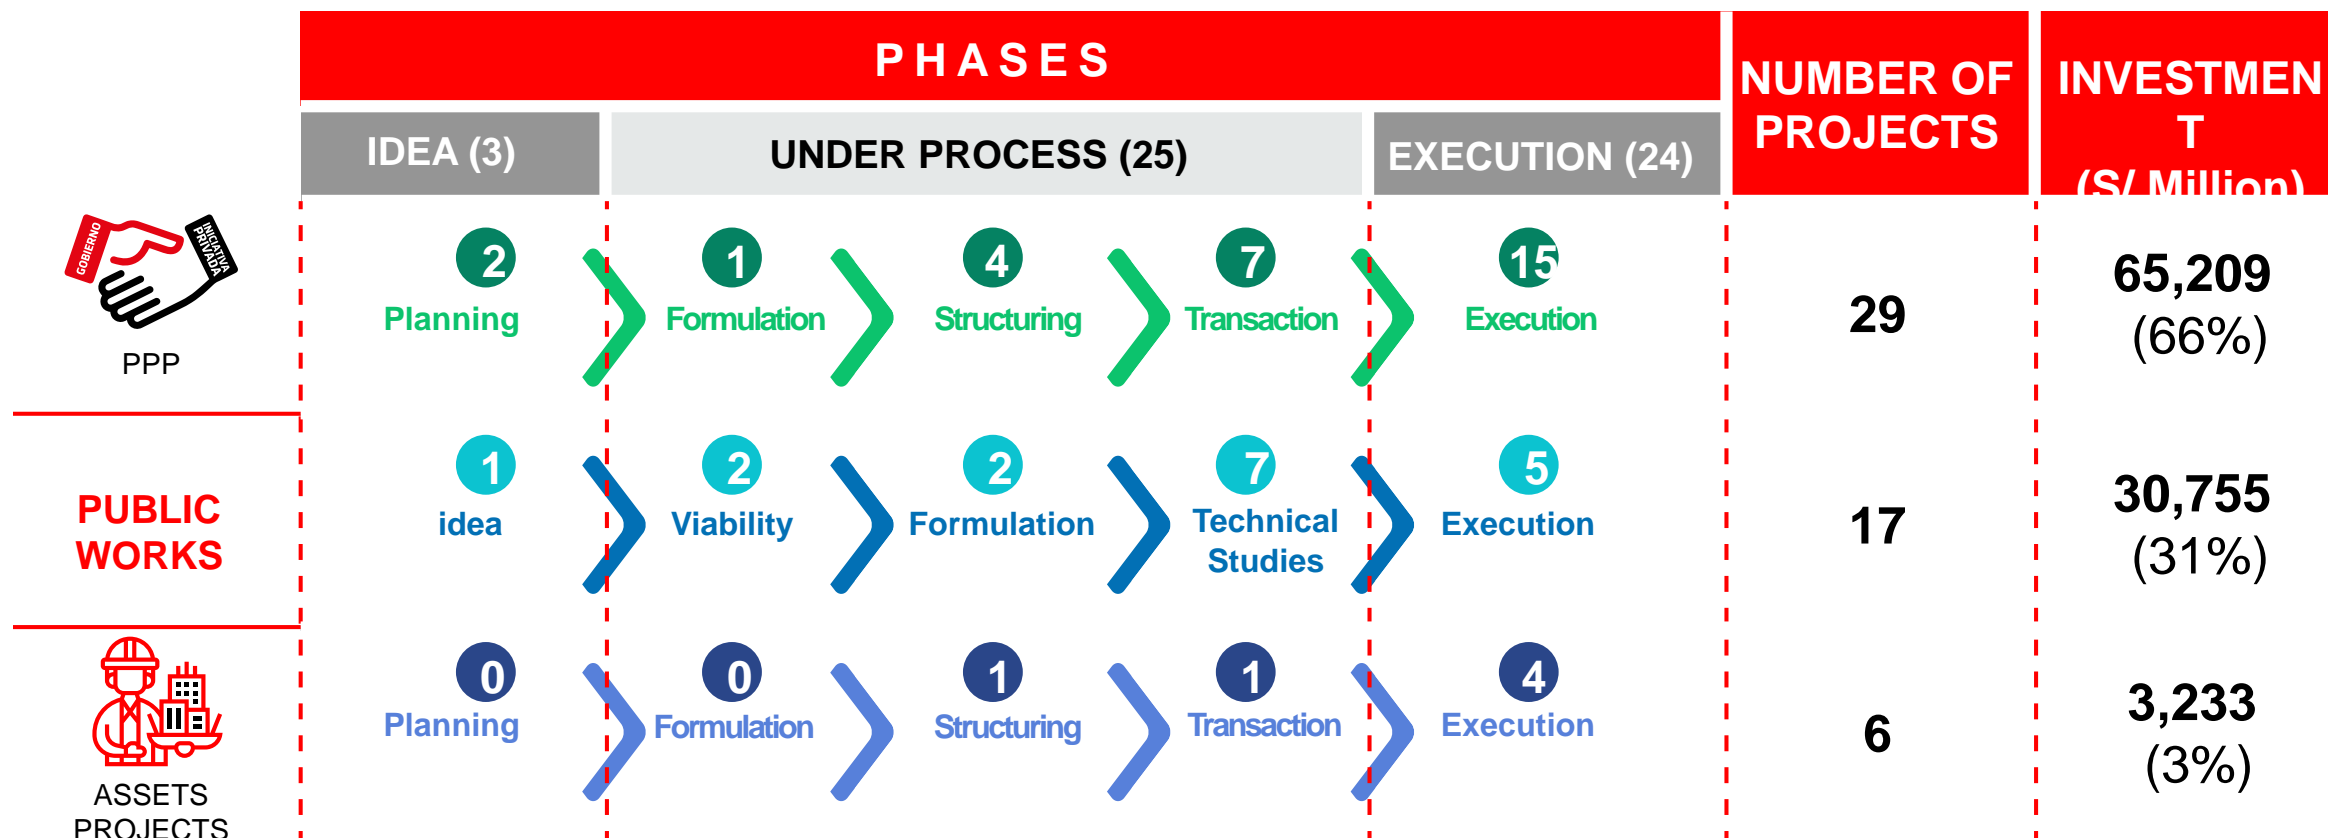 PHASES
NUMBER OF
PROJECTS
INVESTMEN
T
(S/ Million)
IDEA (3)
UNDER PROCESS (25)
EXECUTION (24)
GOBIERNO
INICIATIVA
PRIVADA
PPP
2
Planning
1
Formulation
4
Structuring
7
Transaction
15
Execution
29
65,209
(66%)
PUBLIC
WORKS
1
idea
2
Viability
2
Formulation
7
Technical
Studies
5
Execution
17
30,755
(31%)
ASSETS
PROJECTS
0
Planning
0
Formulation
1
Structuring
1
Transaction
4
Execution
6
3,233
(3%)